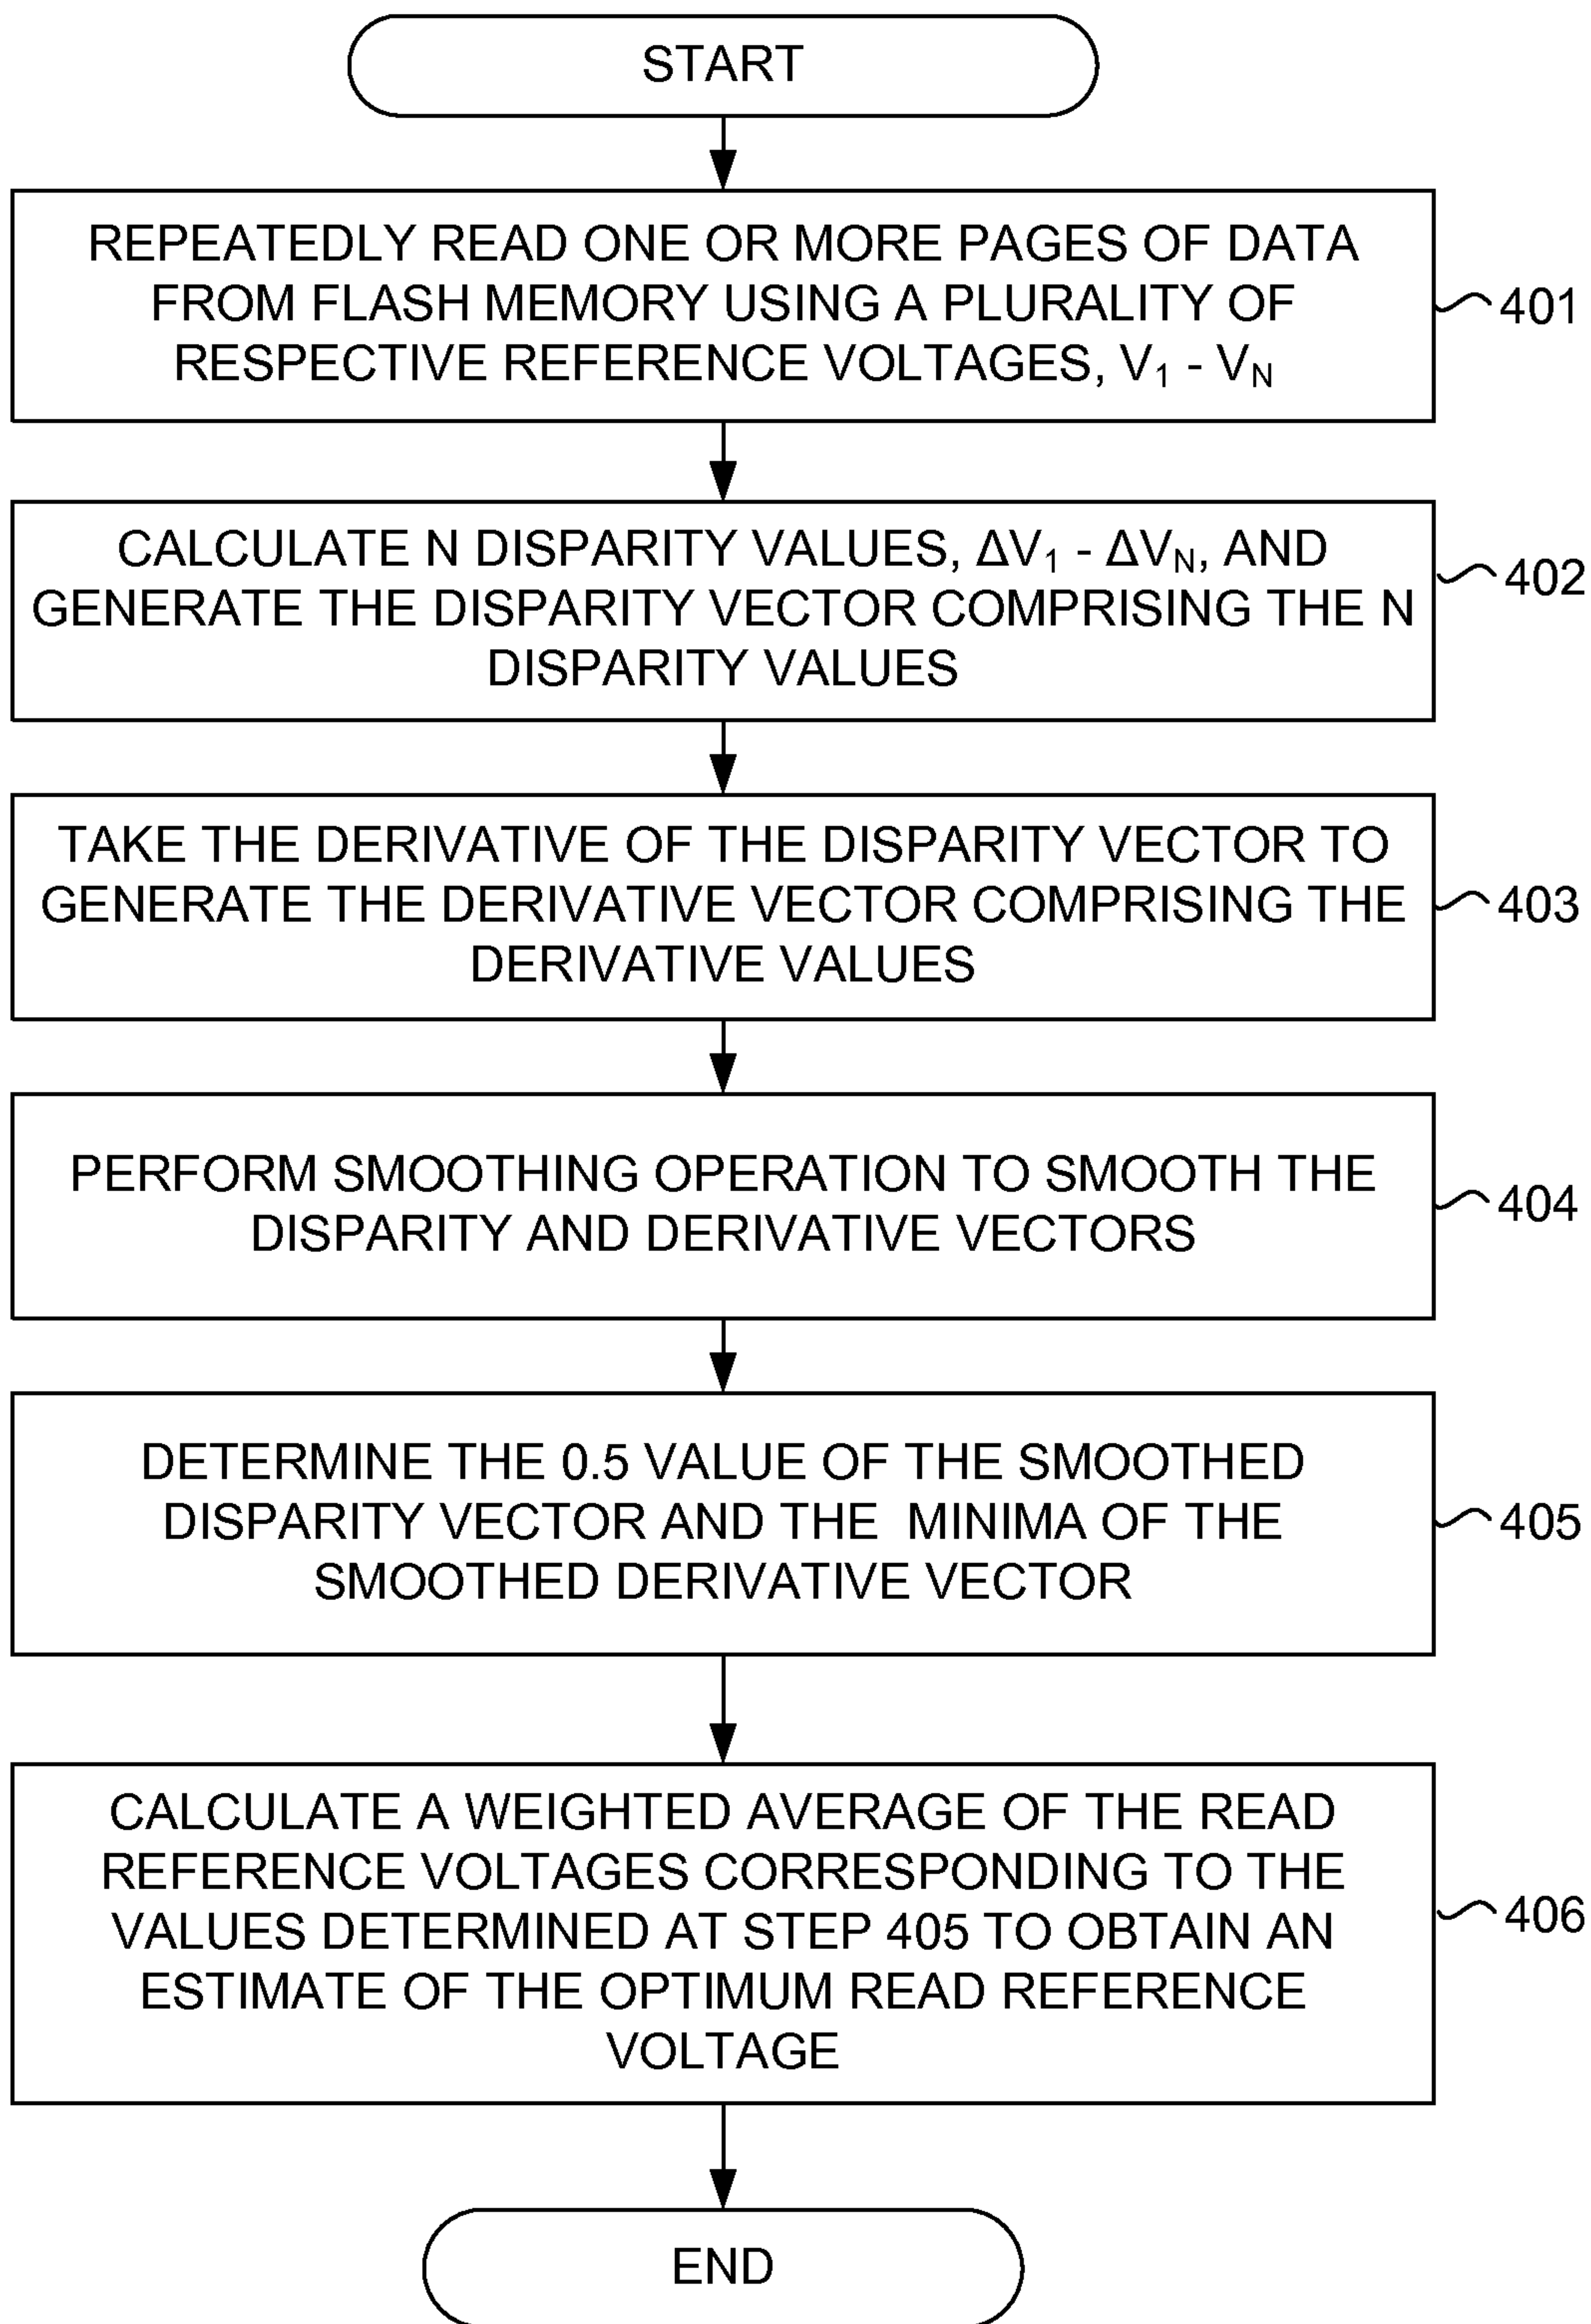 START
REPEATEDLY READ ONE OR MORE PAGES OF DATA
FROM FLASH MEMORY USING A PLURALITY OF
RESPECTIVE REFERENCE VOLTAGES, V₁ - V_N
401
CALCULATE N DISPARITY VALUES, ΔV₁ - ΔV_N, AND
GENERATE THE DISPARITY VECTOR COMPRISING THE N
DISPARITY VALUES
402
TAKE THE DERIVATIVE OF THE DISPARITY VECTOR TO
GENERATE THE DERIVATIVE VECTOR COMPRISING THE
DERIVATIVE VALUES
403
PERFORM SMOOTHING OPERATION TO SMOOTH THE
DISPARITY AND DERIVATIVE VECTORS
404
DETERMINE THE 0.5 VALUE OF THE SMOOTHED
DISPARITY VECTOR AND THE MINIMA OF THE
SMOOTHED DERIVATIVE VECTOR
405
CALCULATE A WEIGHTED AVERAGE OF THE READ
REFERENCE VOLTAGES CORRESPONDING TO THE
VALUES DETERMINED AT STEP 405 TO OBTAIN AN
ESTIMATE OF THE OPTIMUM READ REFERENCE
VOLTAGE
406
END